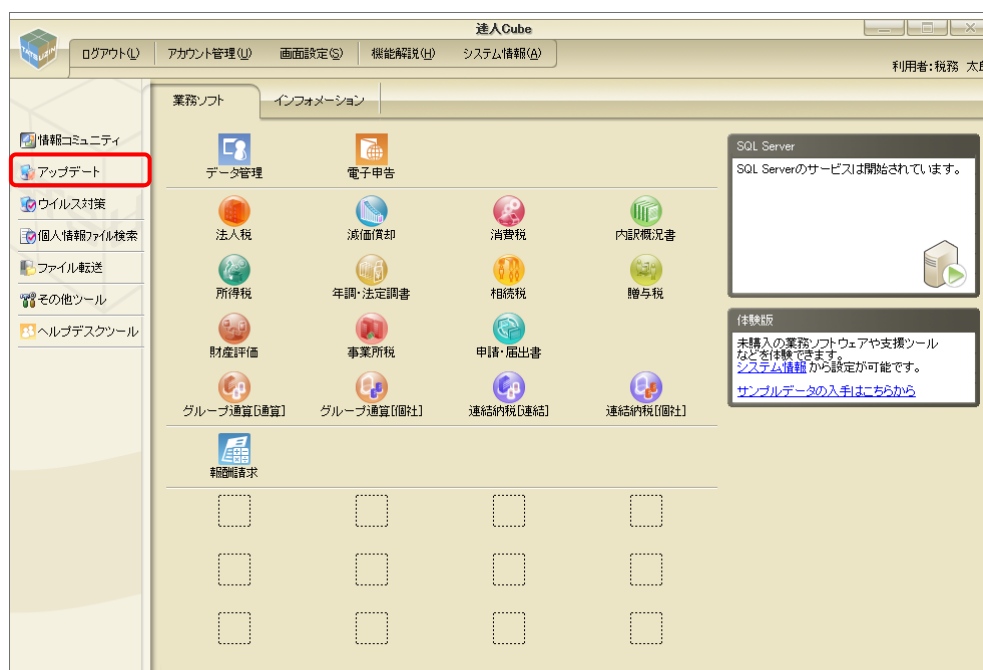 達人Cube
ログアウト(L) アカウント管理(U) 画面設定(S) 機能解説(H) システム情報(A)
利用者:税務 太郎
業務ソフト インフォメーション
情報コミュニティ
アップデート
ウイルス対策
個人情報ファイル検索
ファイル転送
その他ツール
ヘルプデスクツール
データ管理 電子申告
法人税 減価償却 消費税 内訳概況書
所得税 年調・法定調書 相続税 贈与税
財産評価 事業所税 申請・届出書
グループ通算[通算] グループ通算[個社] 連結納税[連結] 連結納税[個社]
報酬請求
SQL Server
SQL Serverのサービスは開始されています。
体験版
未購入の業務ソフトウェアや支援ツール
などを体験できます。
システム情報 から設定が可能です。
サンプルデータの入手はこちらから